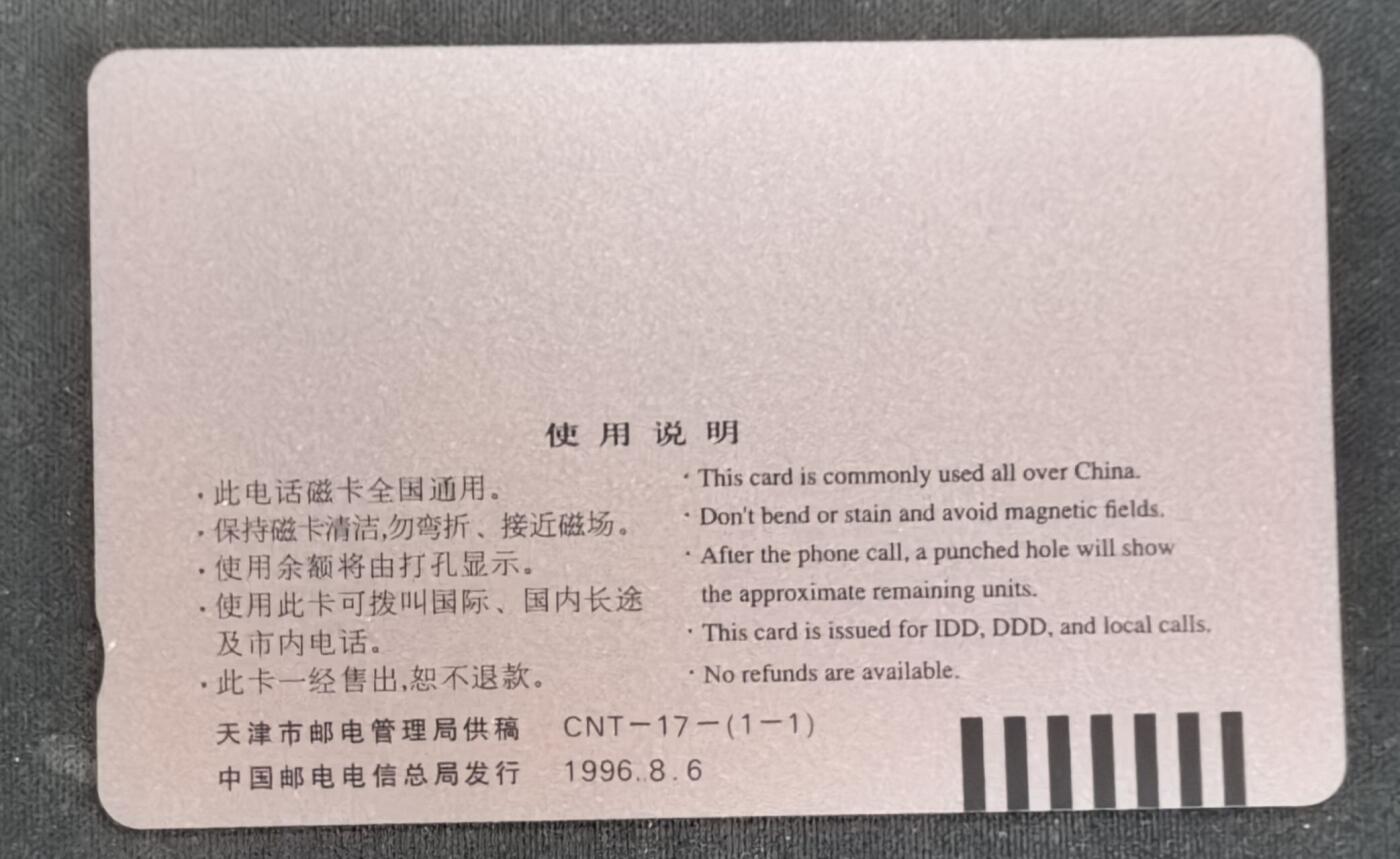 使用说明
·此电话磁卡全国通用。
·保持磁卡清洁,勿弯折、接近磁场。
·使用余额将由打孔显示。
·使用此卡可拨叫国际、国内长途
及市内电话。
·此卡一经售出,恕不退款。
· This card is commonly used all over China.
· Don't bend or stain and avoid magnetic fields.
· After the phone call, a punched hole will show
the approximate remaining units.
· This card is issued for IDD, DDD, and local calls.
· No refunds are available.
天津市邮电管理局供稿 CNT－17－(1－1)
中国邮电电信总局发行 1996.8.6